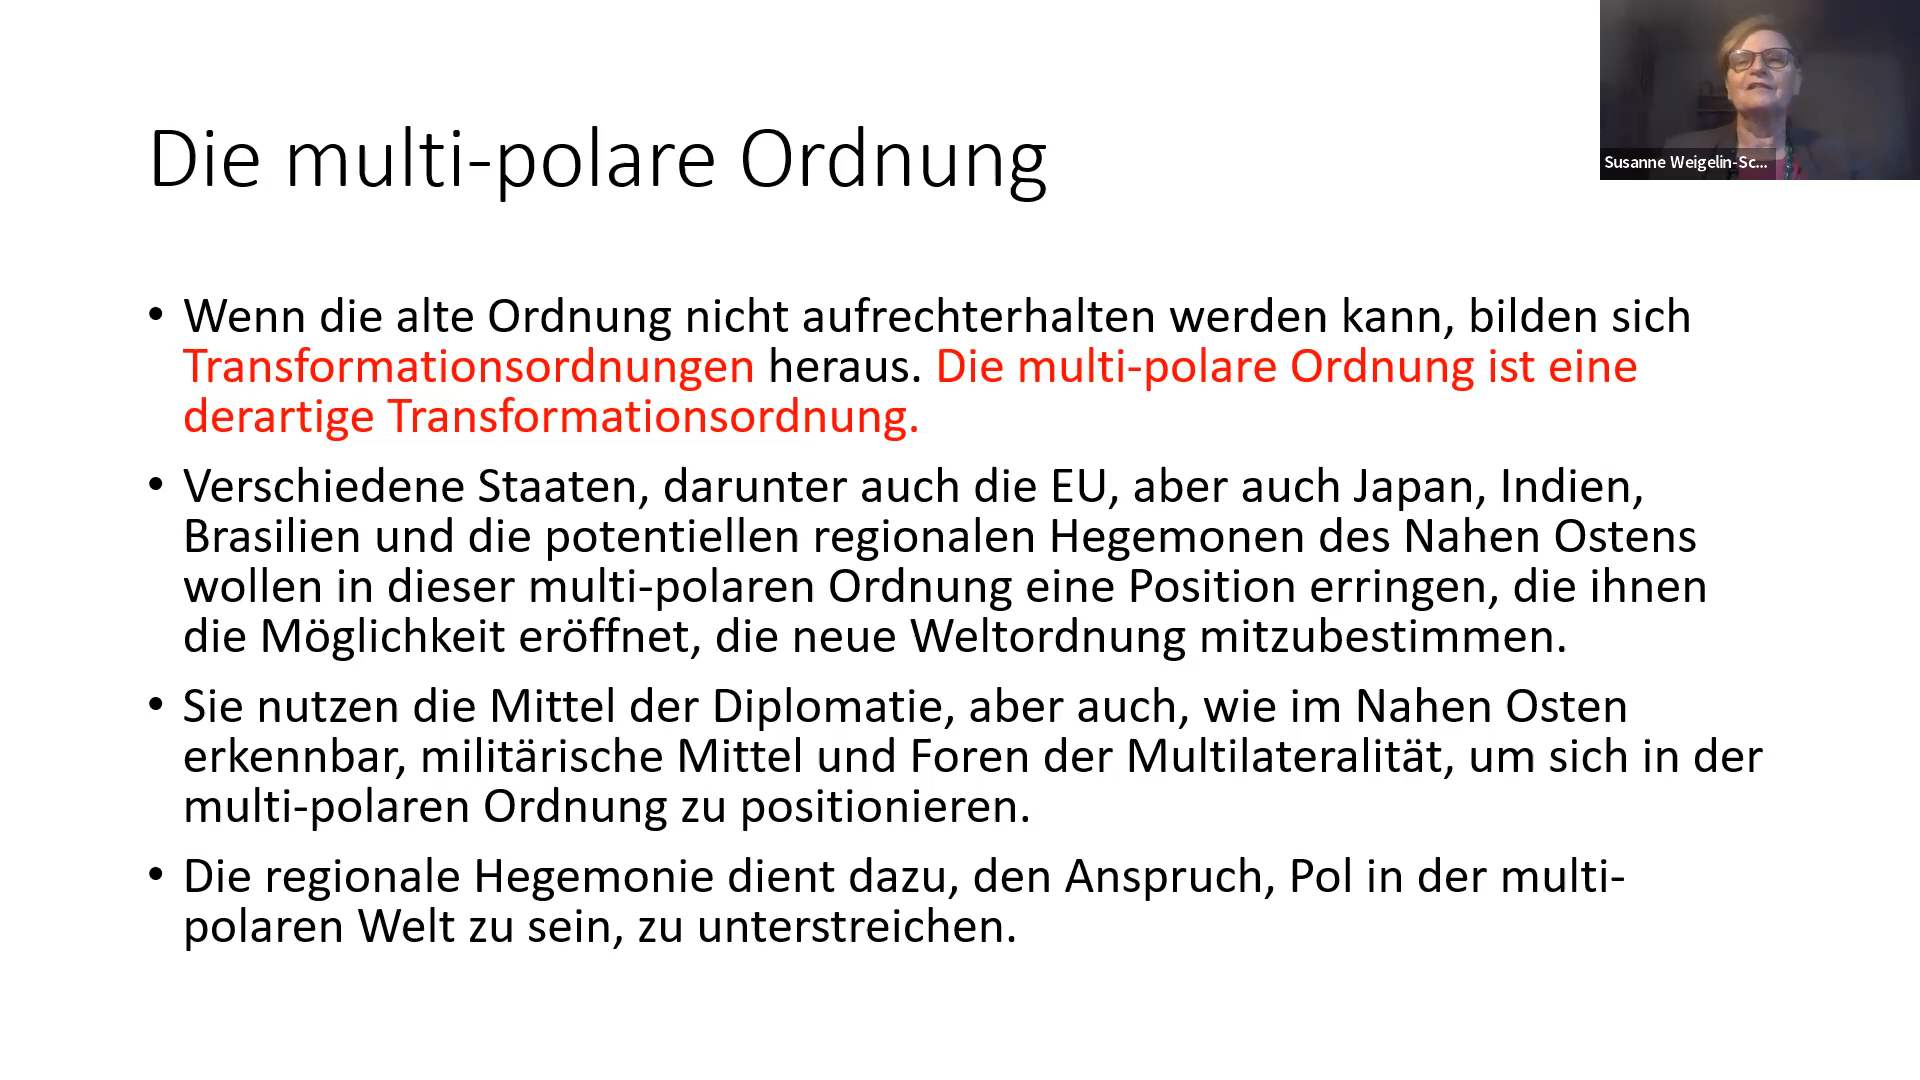 Die multi-polare Ordnung
Susanne Weigelin-Sc...
• Wenn die alte Ordnung nicht aufrechterhalten werden kann, bilden sich
Transformationsordnungen heraus. Die multi-polare Ordnung ist eine
derartige Transformationsordnung.
• Verschiedene Staaten, darunter auch die EU, aber auch Japan, Indien,
Brasilien und die potentiellen regionalen Hegemonen des Nahen Ostens
wollen in dieser multi-polaren Ordnung eine Position erringen, die ihnen
die Möglichkeit eröffnet, die neue Weltordnung mitzubestimmen.
• Sie nutzen die Mittel der Diplomatie, aber auch, wie im Nahen Osten
erkennbar, militärische Mittel und Foren der Multilateralität, um sich in der
multi-polaren Ordnung zu positionieren.
• Die regionale Hegemonie dient dazu, den Anspruch, Pol in der multi-
polaren Welt zu sein, zu unterstreichen.